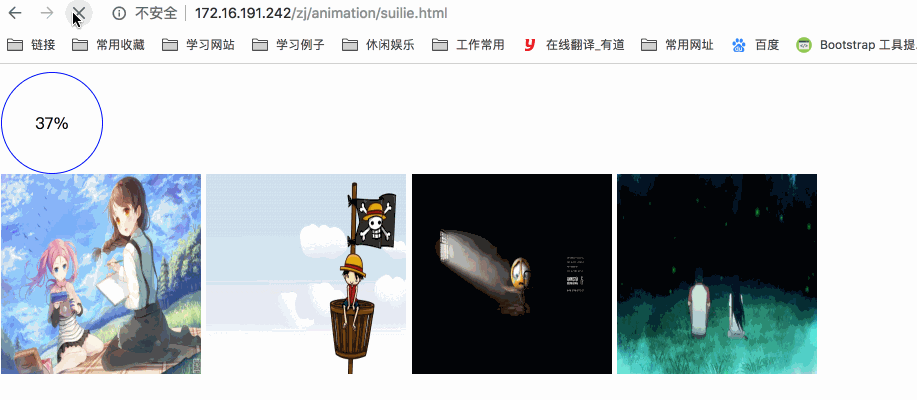 不安全 172.16.191.242/zj/animation/suilie.html
链接 常用收藏 学习网站 学习例子 休闲娱乐 工作常用 在线翻译_有道 常用网址 百度 Bootstrap 工具提
37%